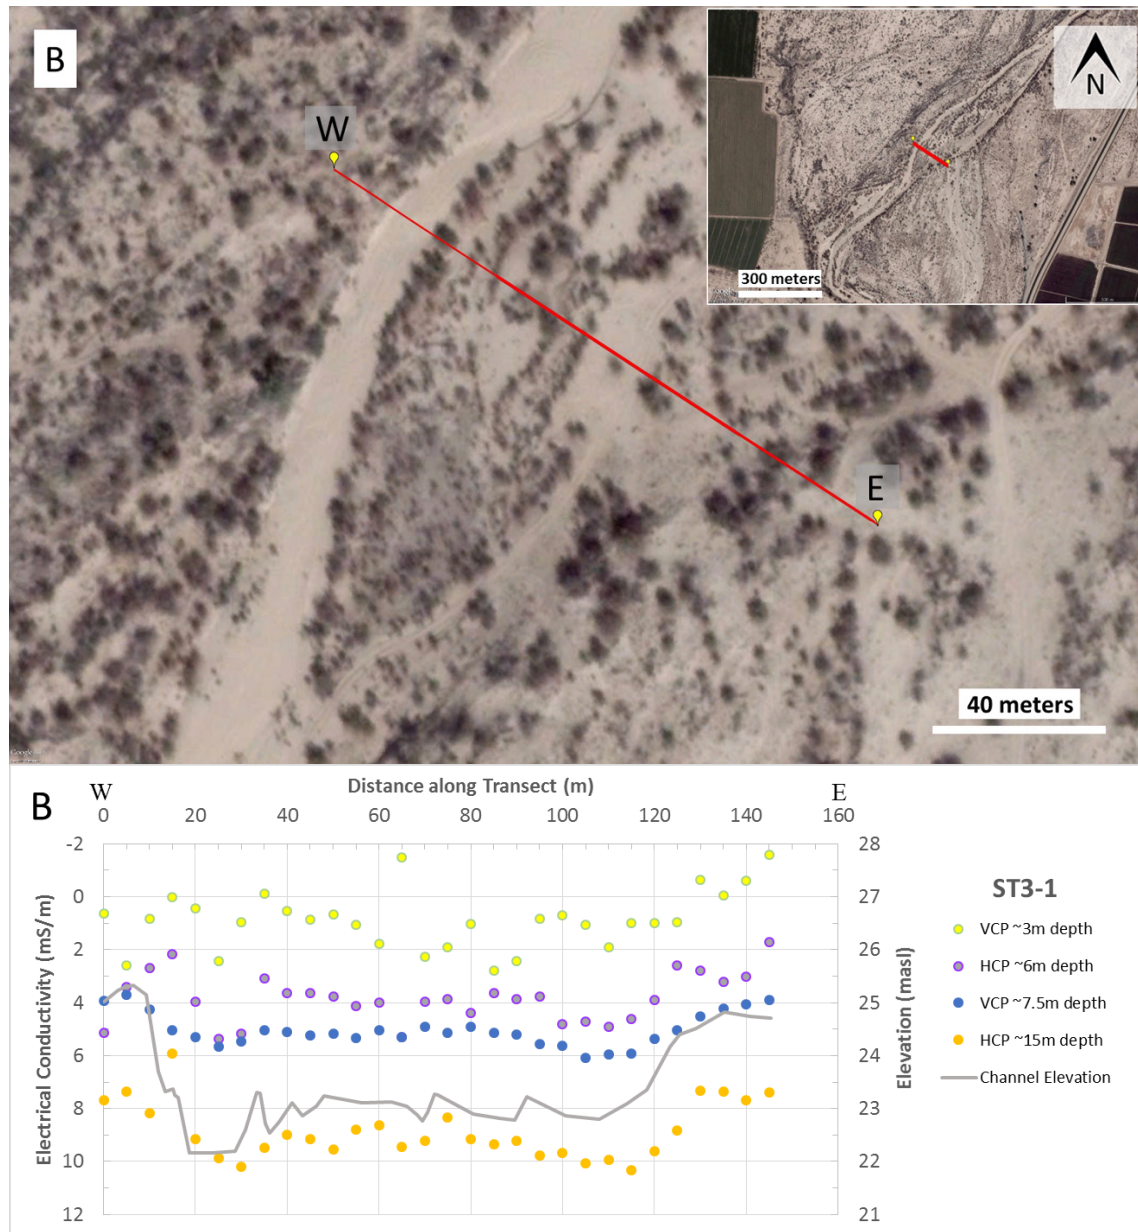 B
W
E
N
300 meters
40 meters
Google
B
W
Distance along Transect (m)
E
0 20 40 60 80 100 120 140 160
-2
0
2
4
6
8
10
12
Electrical Conductivity (mS/m)
28
27
26
25
24
23
22
21
Elevation (masl)
ST3-1
VCP ~3m depth
HCP ~6m depth
VCP ~7.5m depth
HCP ~15m depth
Channel Elevation